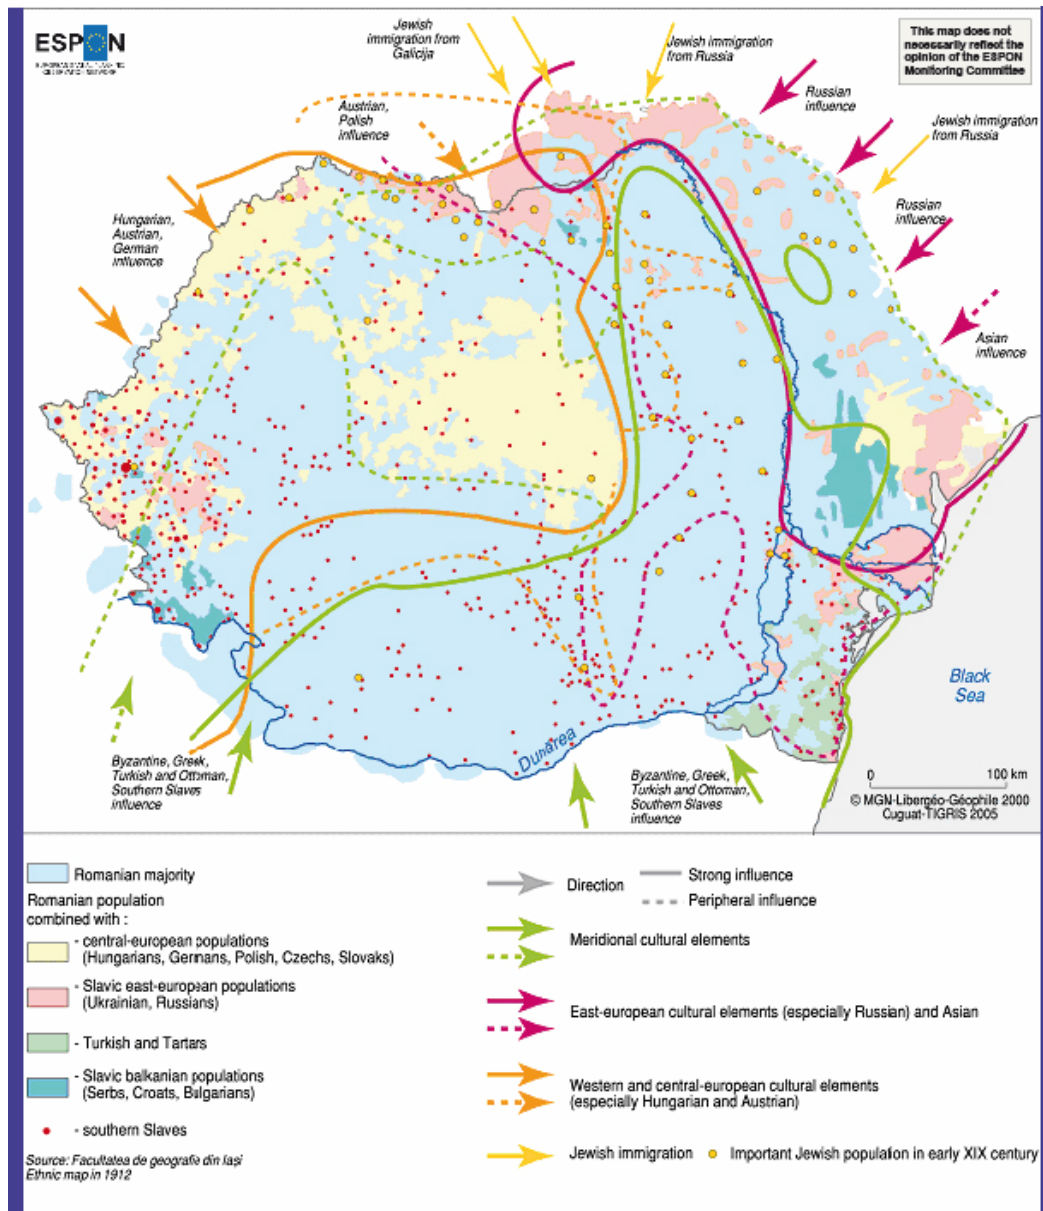 ESPON
EUROPEAN SPATIAL PLANNING
OBSERVATION NETWORK
Jewish
immigration from
Galicija
Jewish immigration
from Russia
This map does not
necessarily reflect the
opinion of the ESPON
Monitoring Committee
Austrian,
Polish
influence
Russian
influence
Jewish immigration
from Russia
Hungarian,
Austrian,
German
influence
Russian
influence
Asian
influence
Black
Sea
Dunarea
Byzantine, Greek,
Turkish and Ottoman,
Southern Slaves
influence
Byzantine, Greek,
Turkish and Ottoman,
Southern Slaves
influence
0 100 km
© MGN-Libergéo-Géophile 2000
Cuguat-TIGRIS 2005
Romanian majority
Romanian population
combined with :
- central-european populations
(Hungarians, Germans, Polish, Czechs, Slovaks)
- Slavic east-european populations
(Ukrainian, Russians)
- Turkish and Tartars
- Slavic balkanian populations
(Serbs, Croats, Bulgarians)
- southern Slaves
Source: Facultatea de geografie din Iași
Ethnic map in 1912
Direction
Strong influence
Peripheral influence
Meridional cultural elements
East-european cultural elements (especially Russian) and Asian
Western and central-european cultural elements
(especially Hungarian and Austrian)
Jewish immigration
Important Jewish population in early XIX century